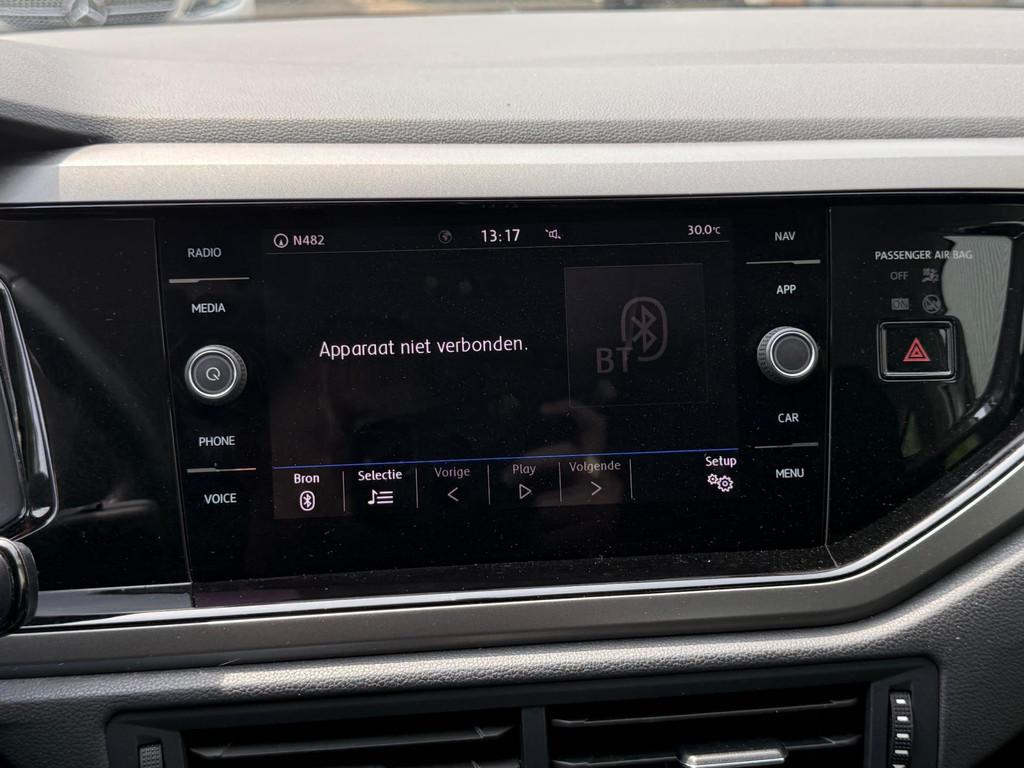 N482 13:17 30.0°C
RADIO
MEDIA
PHONE
VOICE
Apparaat niet verbonden.
BT
Bron Selectie Vorige Play Volgende Setup
NAV
APP
CAR
MENU
PASSENGER AIR BAG
OFF
ON